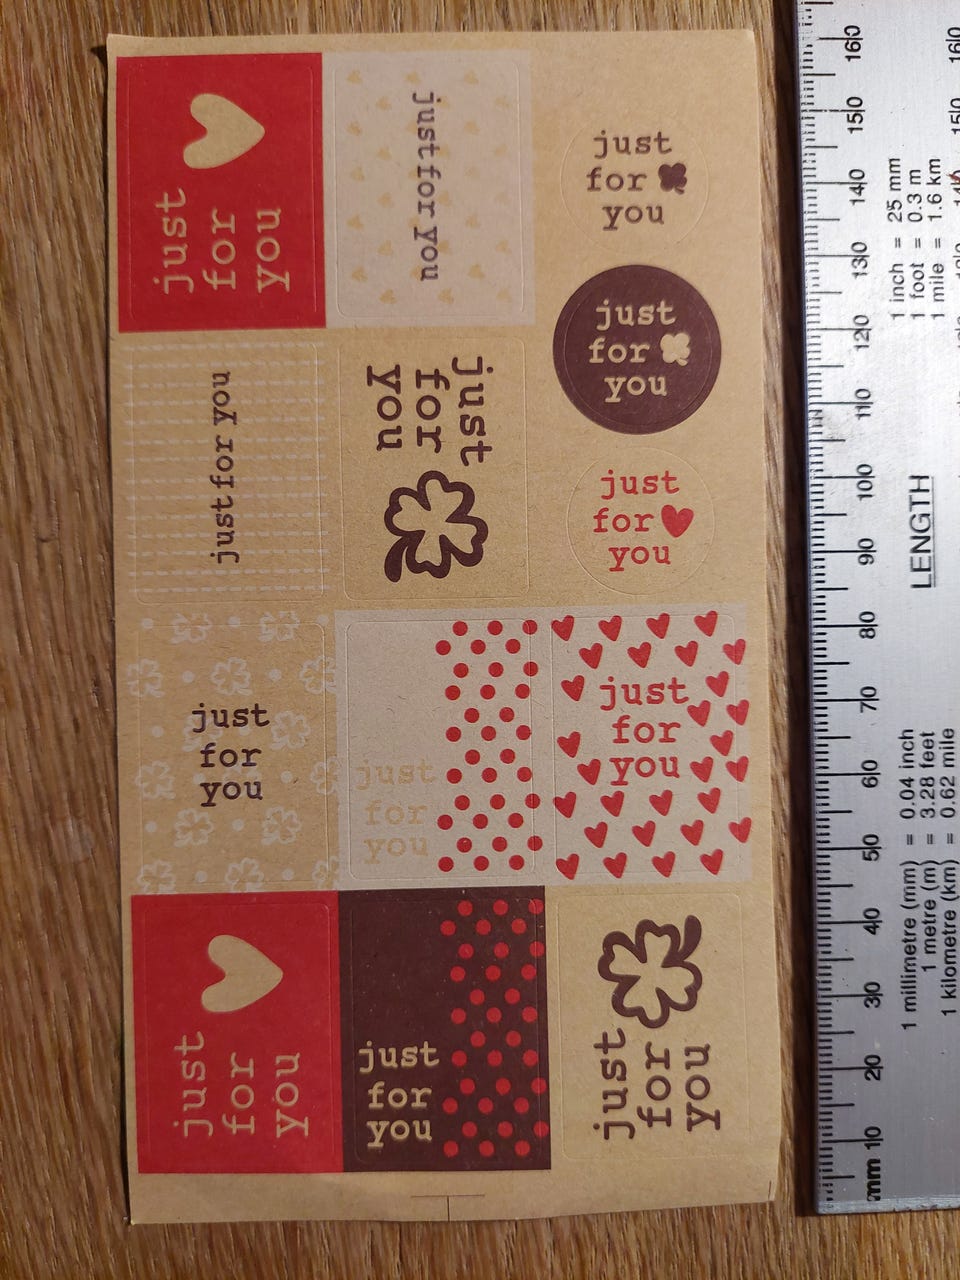 just
for
you
just for you
just
for
you
just
for
you
just for you
just
for
you
just
for
you
just
for
you
just
for
you
just
for
you
just
for
you
just
for
you
just
for
you
mm 10 20 30 40 50 60 70 80 90 100 110 120 130 140 150 160
LENGTH
1 millimetre (mm) = 0.04 inch
1 metre (m) = 3.28 feet
1 kilometre (km) = 0.62 mile
1 inch = 25 mm
1 foot = 0.3 m
1 mile = 1.6 km